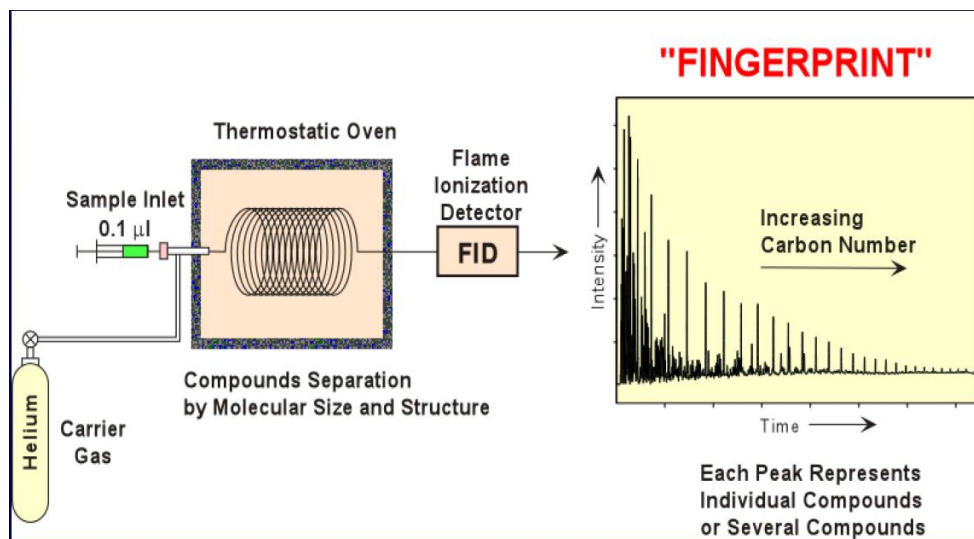 "FINGERPRINT"
Thermostatic Oven
Sample Inlet
0.1 µl
Flame
Ionization
Detector
FID
Intensity
Increasing
Carbon Number
Time
Helium
Carrier
Gas
Compounds Separation
by Molecular Size and Structure
Each Peak Represents
Individual Compounds
or Several Compounds